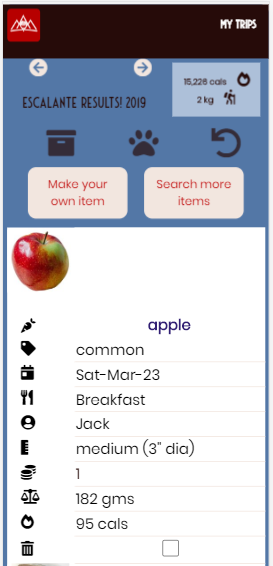 MY TRIPS
15,226 cals
2 kg
ESCALANTE RESULTS! 2019
Make your
own item
Search more
items
apple
common
Sat-Mar-23
Breakfast
Jack
medium (3" dia)
1
182 gms
95 cals